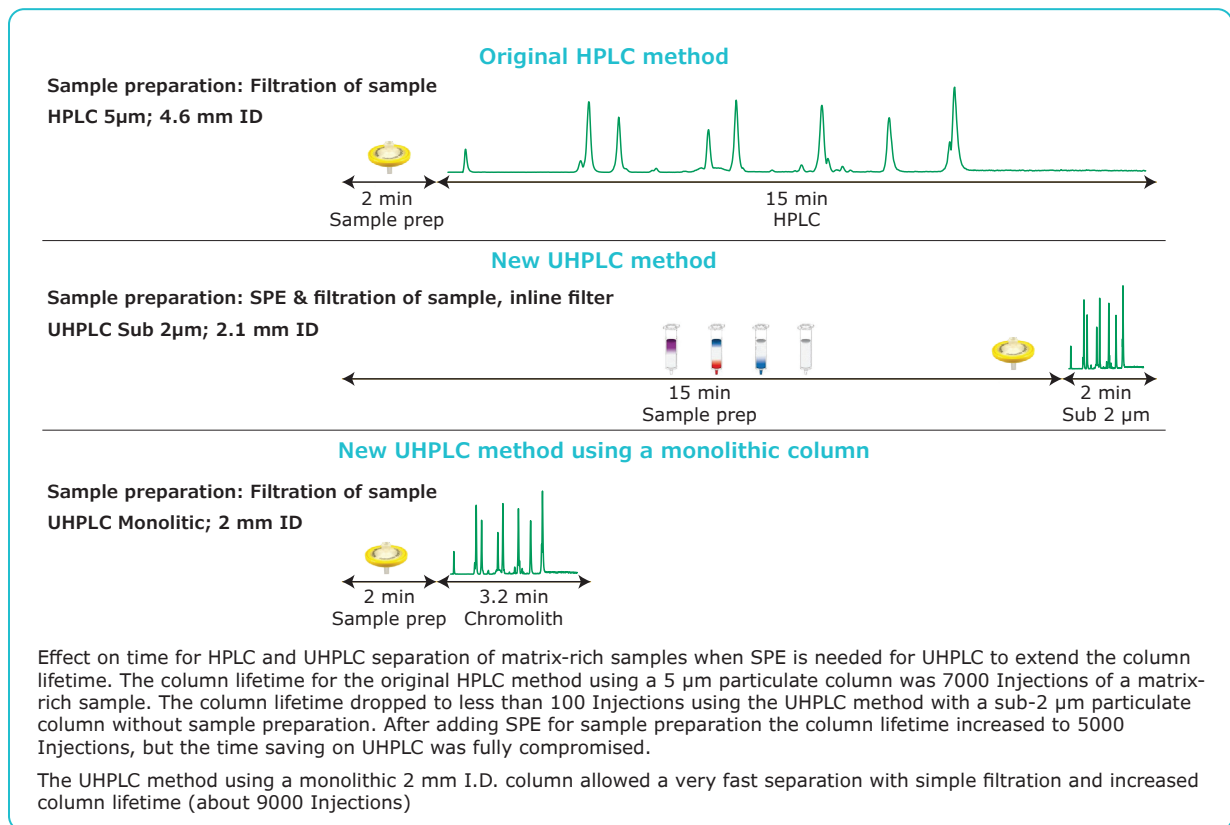 Original HPLC method
Sample preparation: Filtration of sample
HPLC 5µm; 4.6 mm ID
2 min
Sample prep
15 min
HPLC
New UHPLC method
Sample preparation: SPE & filtration of sample, inline filter
UHPLC Sub 2µm; 2.1 mm ID
15 min
Sample prep
2 min
Sub 2 µm
New UHPLC method using a monolithic column
Sample preparation: Filtration of sample
UHPLC Monolitic; 2 mm ID
2 min
Sample prep
3.2 min
Chromolith
Effect on time for HPLC and UHPLC separation of matrix-rich samples when SPE is needed for UHPLC to extend the column
lifetime. The column lifetime for the original HPLC method using a 5 µm particulate column was 7000 Injections of a matrix-
rich sample. The column lifetime dropped to less than 100 Injections using the UHPLC method with a sub-2 µm particulate
column without sample preparation. After adding SPE for sample preparation the column lifetime increased to 5000
Injections, but the time saving on UHPLC was fully compromised.
The UHPLC method using a monolithic 2 mm I.D. column allowed a very fast separation with simple filtration and increased
column lifetime (about 9000 Injections)